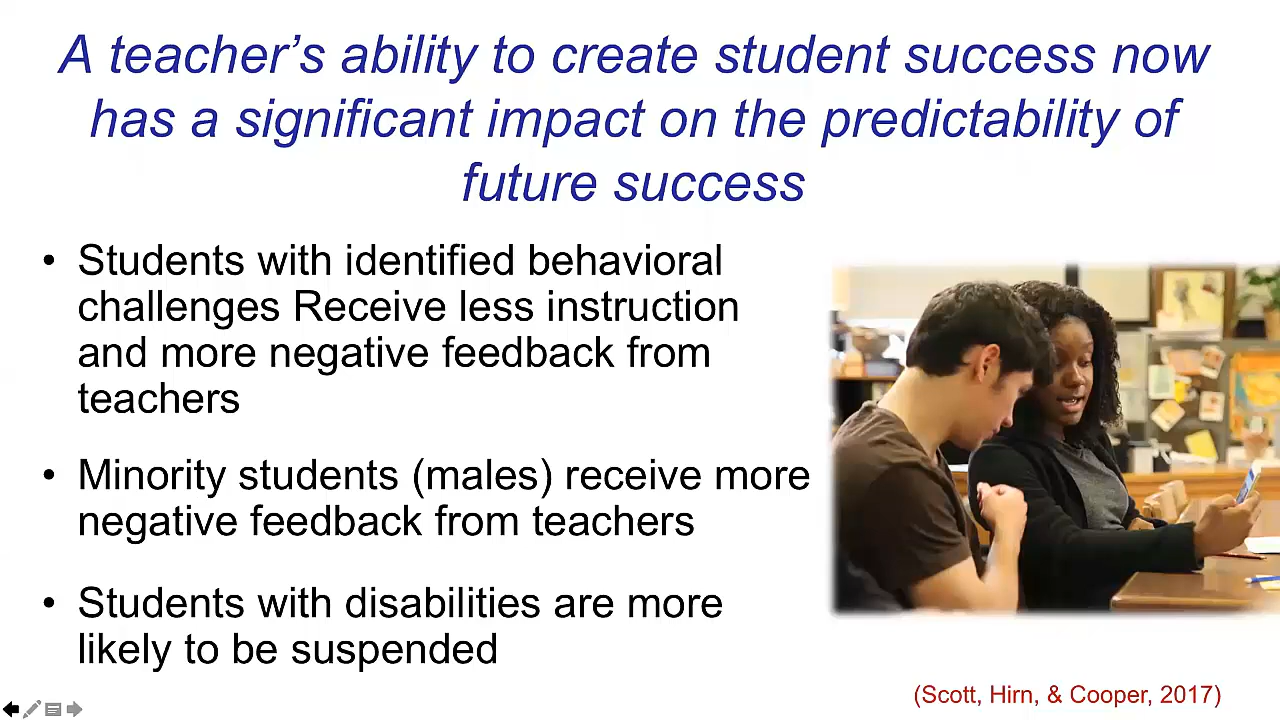 A teacher’s ability to create student success now
has a significant impact on the predictability of
future success
• Students with identified behavioral
challenges Receive less instruction
and more negative feedback from
teachers
• Minority students (males) receive more
negative feedback from teachers
• Students with disabilities are more
likely to be suspended
(Scott, Hirn, & Cooper, 2017)